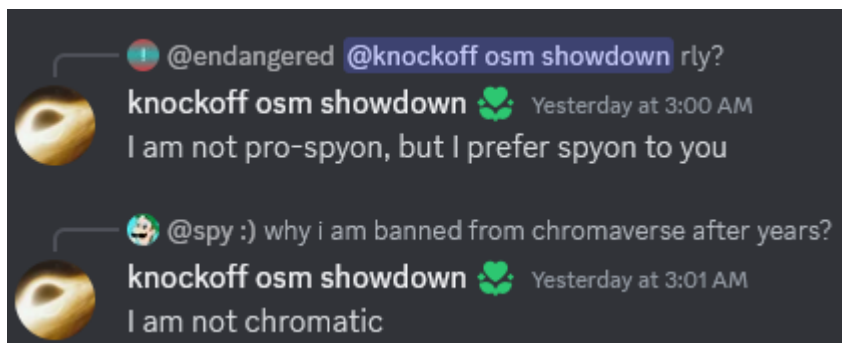 @endangered @knockoff osm showdown rly?
knockoff osm showdown Yesterday at 3:00 AM
I am not pro-spyon, but I prefer spyon to you
@spy :) why i am banned from chromaverse after years?
knockoff osm showdown Yesterday at 3:01 AM
I am not chromatic